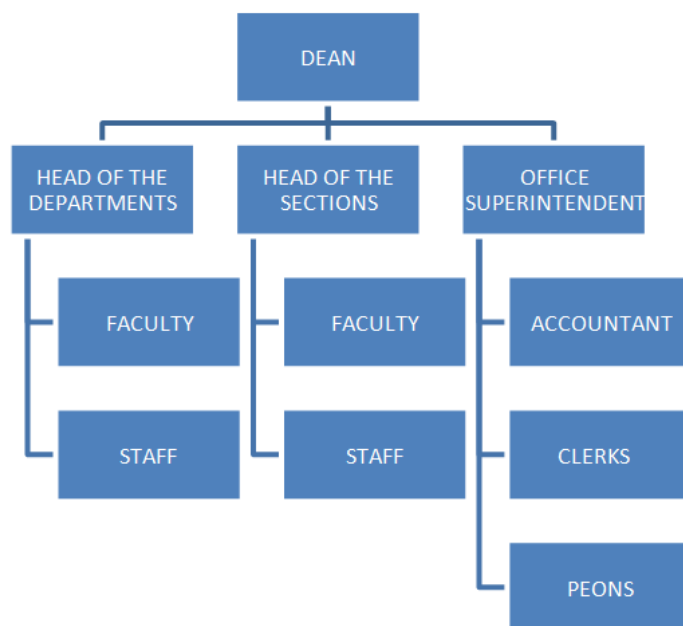 DEAN
HEAD OF THE
DEPARTMENTS
HEAD OF THE
SECTIONS
OFFICE
SUPERINTENDENT
FACULTY
FACULTY
ACCOUNTANT
STAFF
STAFF
CLERKS
PEONS